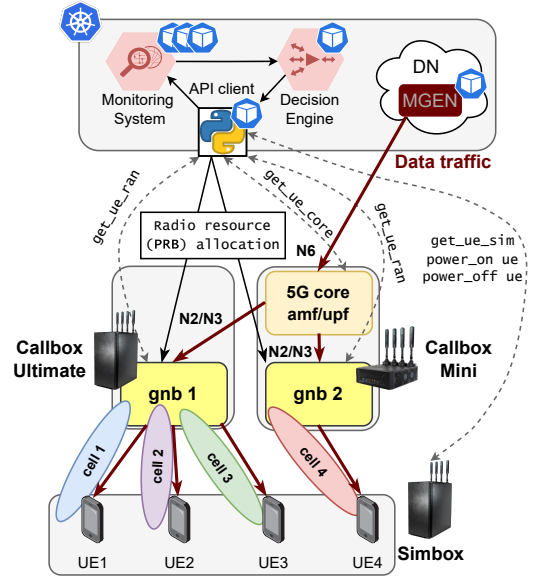 API client
Monitoring
System
Decision
Engine
DN
MGEN
Data traffic
get_ue_ran
get_ue_core
get_ue_ran
Radio resource
(PRB) allocation
N6
get_ue_sim
power_on ue
power_off ue
5G core
amf/upf
N2/N3
N2/N3
Callbox
Ultimate
Callbox
Mini
gnb 1
gnb 2
cell 1
cell 2
cell 3
cell 4
UE1
UE2
UE3
UE4
Simbox